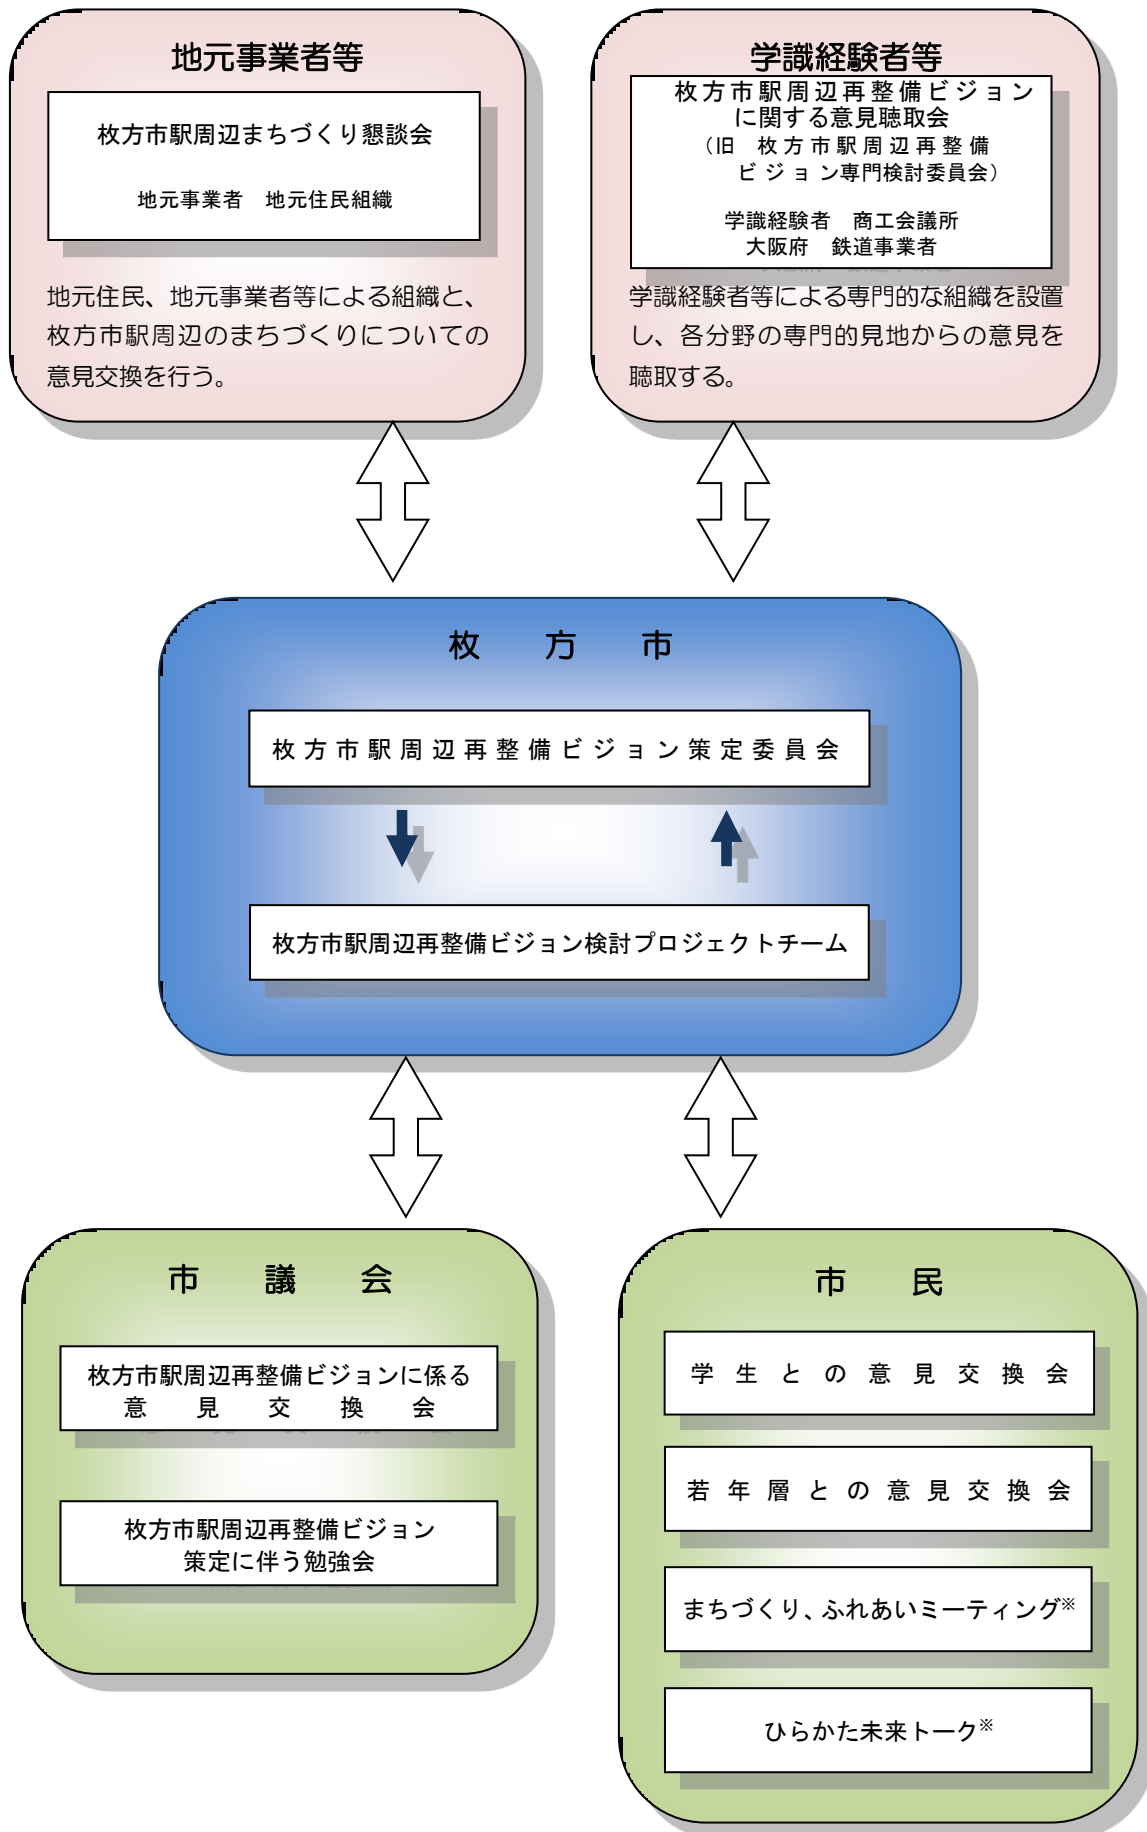 地元事業者等
枚方市駅周辺まちづくり懇談会
地元事業者　地元住民組織
地元住民、地元事業者等による組織と、
枚方市駅周辺のまちづくりについての
意見交換を行う。
学識経験者等
枚方市駅周辺再整備ビジョン
に関する意見聴取会
（旧　枚方市駅周辺再整備
ビジョン専門検討委員会）
学識経験者　商工会議所
大阪府　鉄道事業者
学識経験者等による専門的な組織を設置
し、各分野の専門的見地からの意見を
聴取する。
枚　方　市
枚方市駅周辺再整備ビジョン策定委員会
枚方市駅周辺再整備ビジョン検討プロジェクトチーム
市　議　会
枚方市駅周辺再整備ビジョンに係る
意見交換会
枚方市駅周辺再整備ビジョン
策定に伴う勉強会
市　民
学生との意見交換会
若年層との意見交換会
まちづくり、ふれあいミーティング※
ひらかた未来トーク※